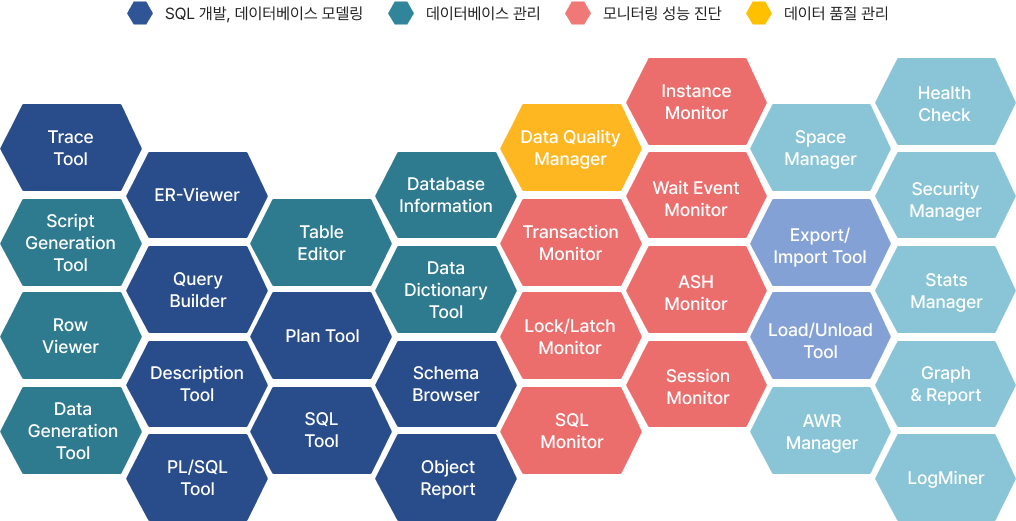 SQL 개발, 데이터베이스 모델링
데이터베이스 관리
모니터링 성능 진단
데이터 품질 관리
Trace
Tool
Script
Generation
Tool
Row
Viewer
Data
Generation
Tool
ER-Viewer
Query
Builder
Description
Tool
PL/SQL
Tool
Table
Editor
Plan Tool
SQL
Tool
Database
Information
Data
Dictionary
Tool
Schema
Browser
Object
Report
Data Quality
Manager
Transaction
Monitor
Lock/Latch
Monitor
SQL
Monitor
Instance
Monitor
Wait Event
Monitor
ASH
Monitor
Session
Monitor
Space
Manager
Export/
Import Tool
Load/Unload
Tool
AWR
Manager
Health
Check
Security
Manager
Stats
Manager
Graph
& Report
LogMiner